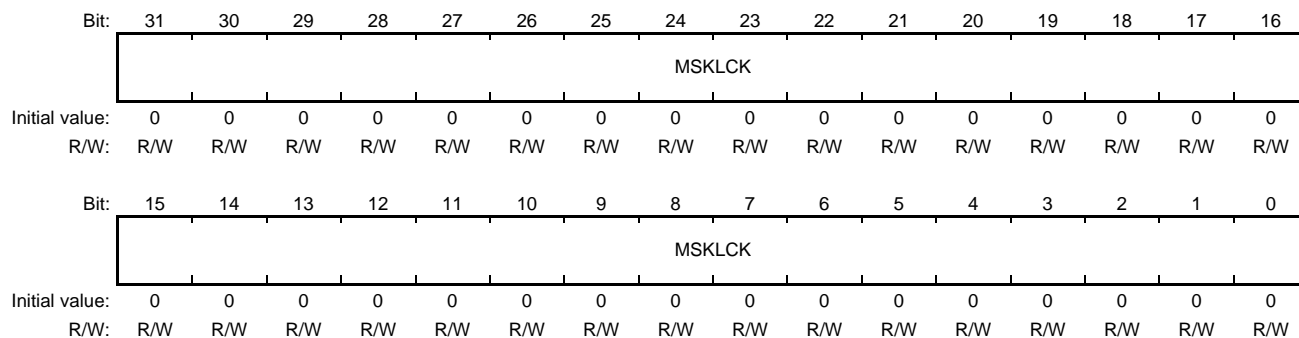 Bit: 31 30 29 28 27 26 25 24 23 22 21 20 19 18 17 16
MSKLCK
Initial value: 0 0 0 0 0 0 0 0 0 0 0 0 0 0 0 0
R/W: R/W R/W R/W R/W R/W R/W R/W R/W R/W R/W R/W R/W R/W R/W R/W R/W
Bit: 15 14 13 12 11 10 9 8 7 6 5 4 3 2 1 0
MSKLCK
Initial value: 0 0 0 0 0 0 0 0 0 0 0 0 0 0 0 0
R/W: R/W R/W R/W R/W R/W R/W R/W R/W R/W R/W R/W R/W R/W R/W R/W R/W